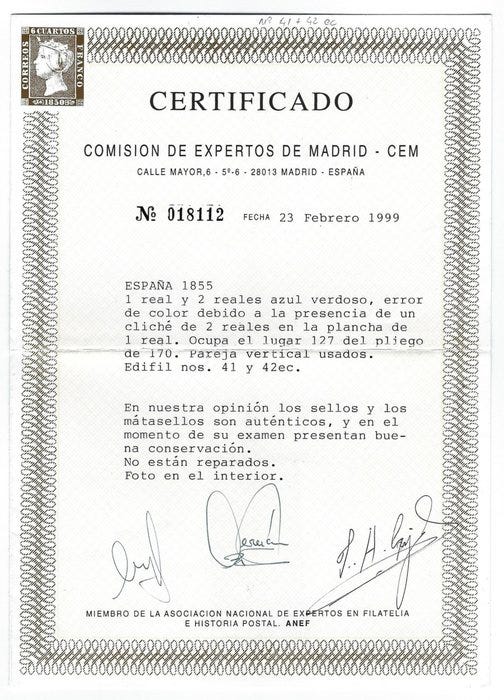 Nº 41 + 42 ec
6 CUARTOS
CORREOS
FRANCO
1850
CERTIFICADO
COMISION DE EXPERTOS DE MADRID - CEM
CALLE MAYOR,6 - 5º-6 - 28013 MADRID - ESPAÑA
Nº 018112 FECHA 23 Febrero 1999
ESPAÑA 1855
1 real y 2 reales azul verdoso, error
de color debido a la presencia de un
cliché de 2 reales en la plancha de
1 real. Ocupa el lugar 127 del pliego
de 170. Pareja vertical usados.
Edifil nos. 41 y 42ec.
En nuestra opinión los sellos y los
mátasellos son auténticos, y en el
momento de su examen presentan bue-
na conservación.
No están reparados.
Foto en el interior.
MIEMBRO DE LA ASOCIACION NACIONAL DE EXPERTOS EN FILATELIA
E HISTORIA POSTAL. ANEF